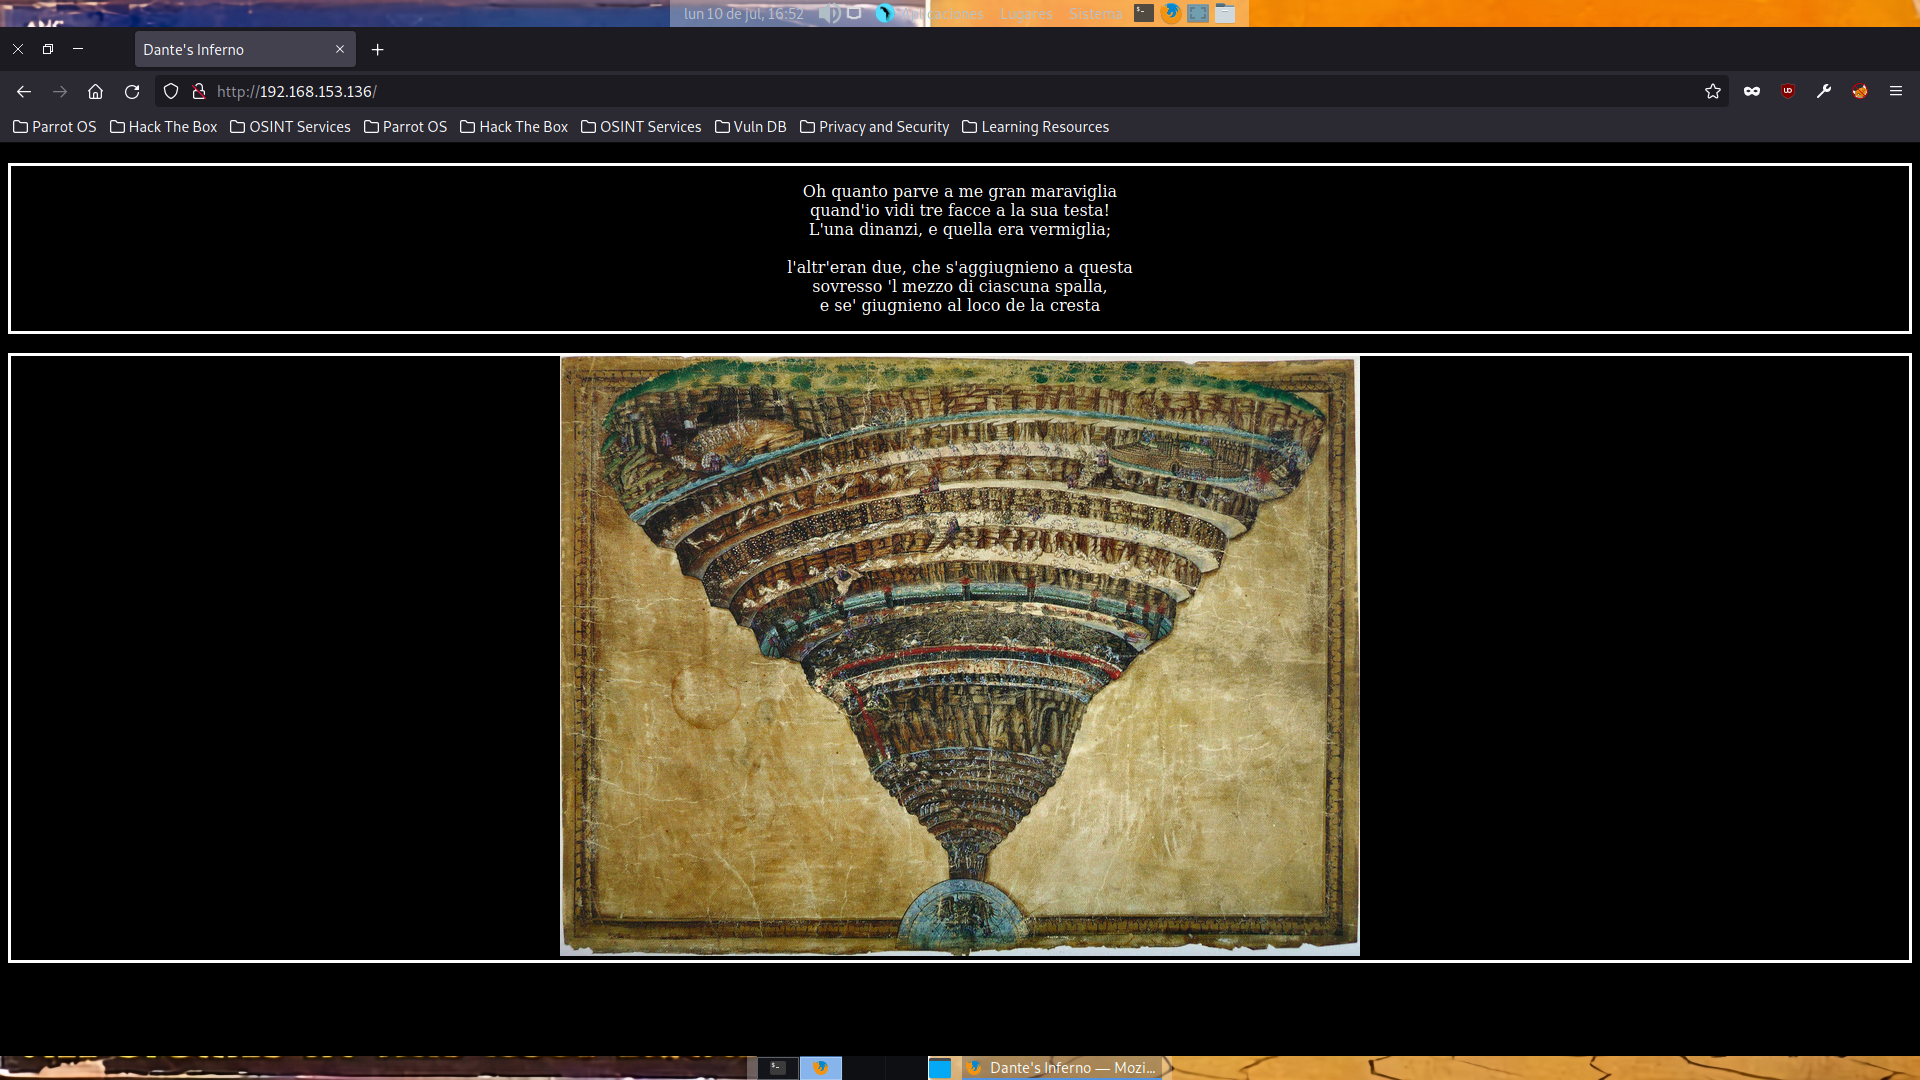 lun 10 de jul, 16:52
Aplicaciones Lugares Sistema
Dante's Inferno
http://192.168.153.136/
Parrot OS Hack The Box OSINT Services Parrot OS Hack The Box OSINT Services Vuln DB Privacy and Security Learning Resources
Oh quanto parve a me gran maraviglia
quand'io vidi tre facce a la sua testa!
L'una dinanzi, e quella era vermiglia;
l'altr'eran due, che s'aggiugnieno a questa
sovresso 'l mezzo di ciascuna spalla,
e se' giugnieno al loco de la cresta
Dante's Inferno — Mozi...